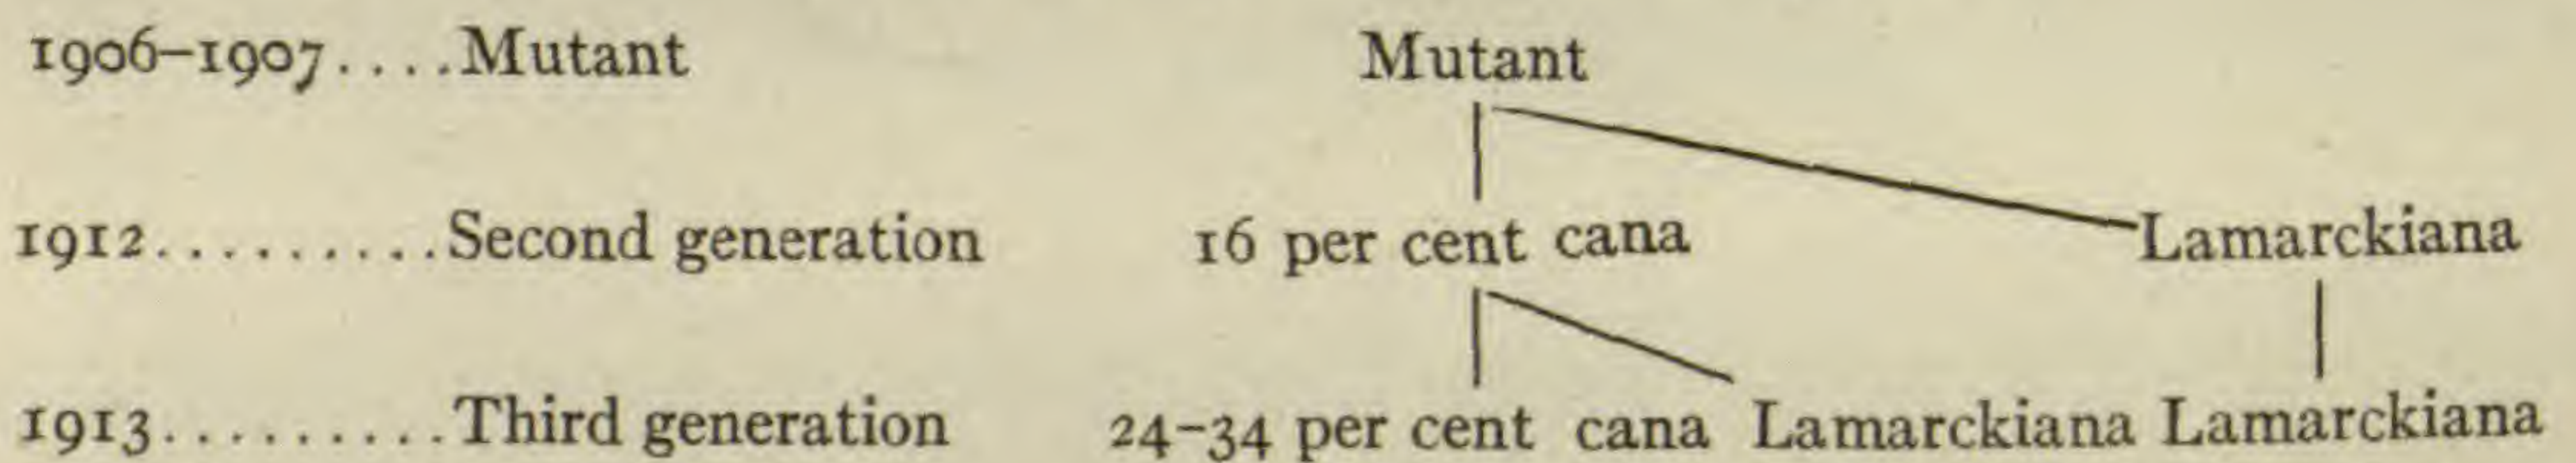 1906–1907....Mutant Mutant
1912.........Second generation 16 per cent cana Lamarckiana
1913.........Third generation 24–34 per cent cana Lamarckiana Lamarckiana